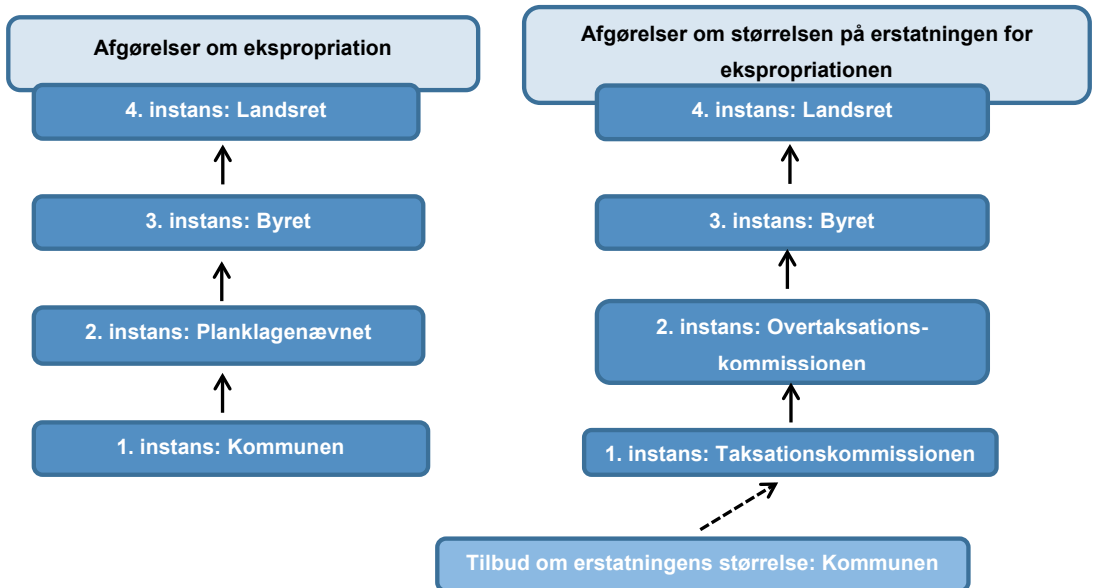 Afgørelser om ekspropriation
4. instans: Landsret
3. instans: Byret
2. instans: Planklagenævnet
1. instans: Kommunen
Afgørelser om størrelsen på erstatningen for
ekspropriationen
4. instans: Landsret
3. instans: Byret
2. instans: Overtaksations-
kommissionen
1. instans: Taksationskommissionen
Tilbud om erstatningens størrelse: Kommunen